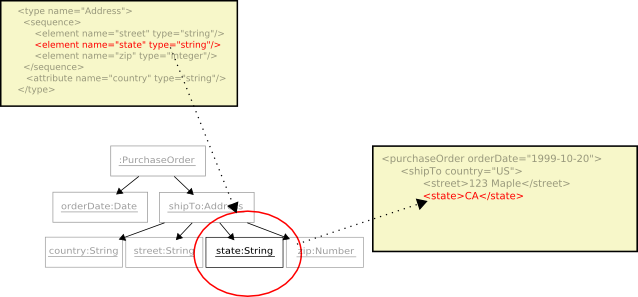 <type name="Address">
<sequence>
<element name="street" type="string"/>
<element name="state" type="string"/>
<element name="zip" type="integer"/>
</sequence>
<attribute name="country" type="string"/>
</type>
:PurchaseOrder
orderDate:Date
shipTo:Address
country:String
street:String
state:String
zip:Number
<purchaseOrder orderDate="1999-10-20">
<shipTo country="US">
<street>123 Maple</street>
<state>CA</state>